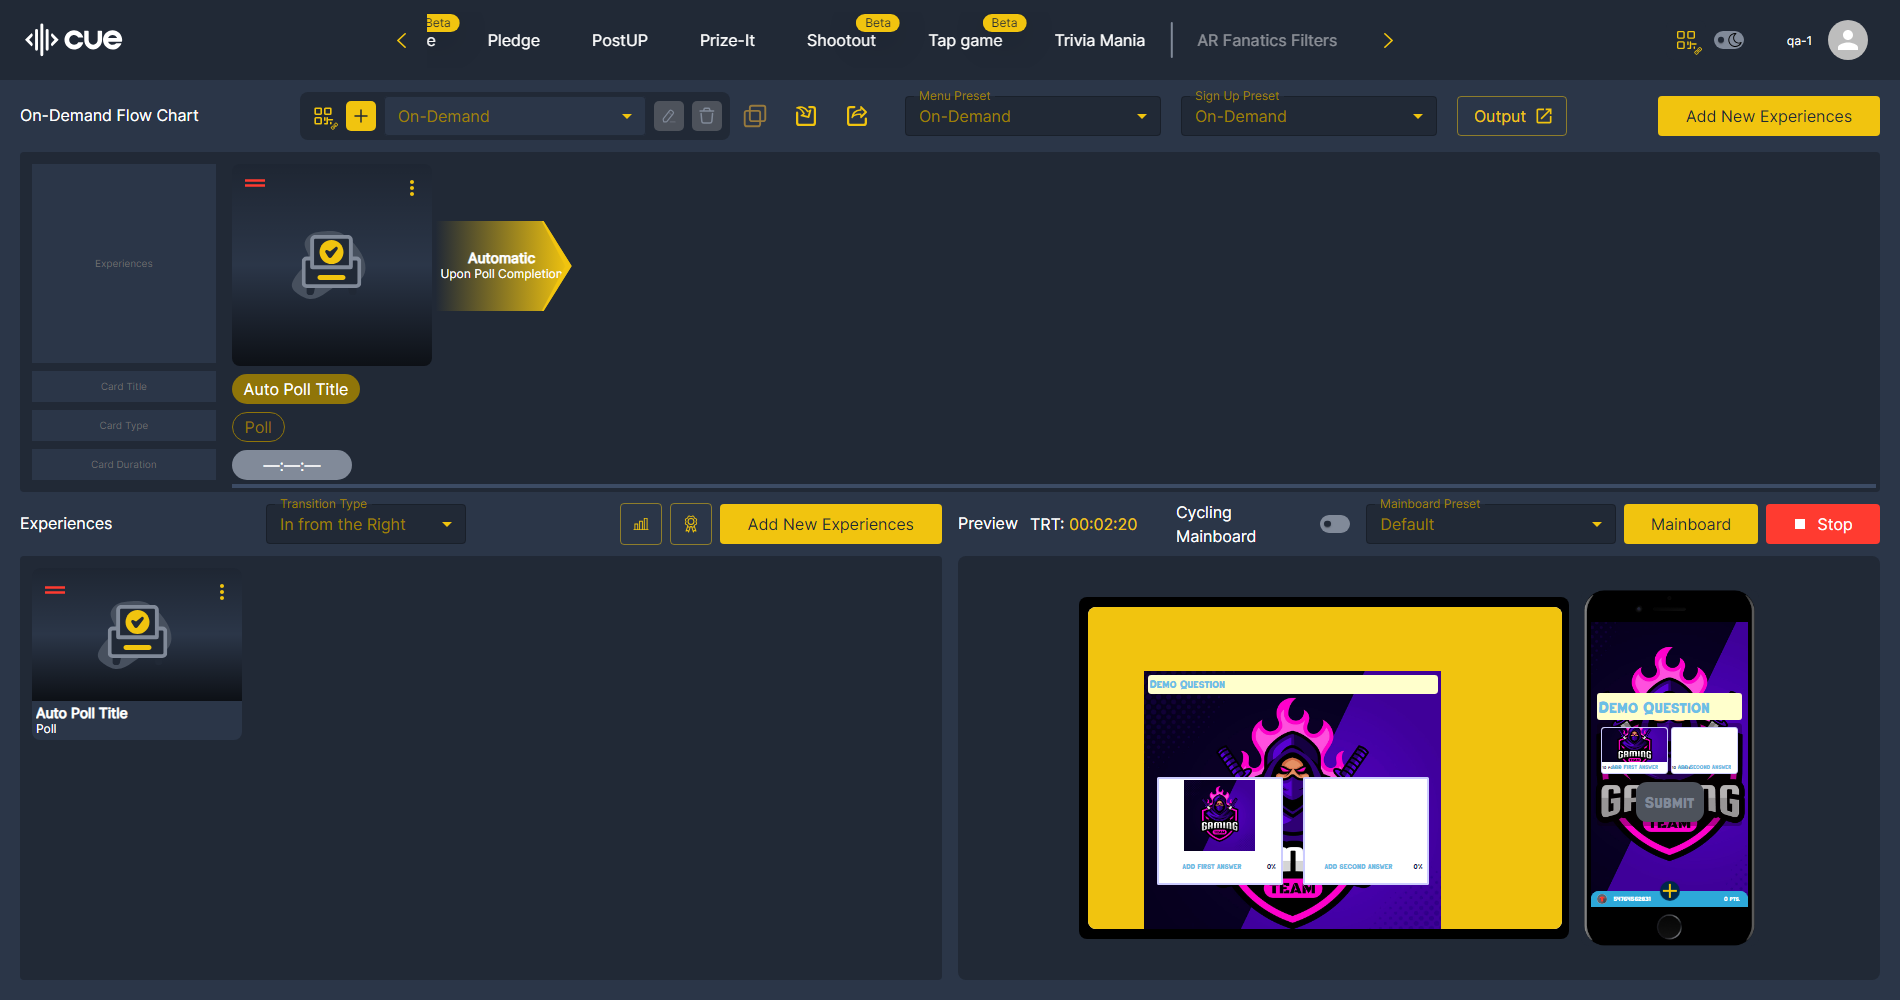 cue
Beta
e
Pledge
PostUP
Prize-It
Beta
Shootout
Beta
Tap game
Trivia Mania
AR Fanatics Filters
qa-1
On-Demand Flow Chart
On-Demand
Menu Preset
On-Demand
Sign Up Preset
On-Demand
Output
Add New Experiences
Experiences
Automatic
Upon Poll Completion
Card Title
Auto Poll Title
Card Type
Poll
Card Duration
—:—:—
Experiences
Transition Type
In from the Right
Add New Experiences
Preview
TRT: 00:02:20
Cycling
Mainboard
Mainboard Preset
Default
Mainboard
Stop
Auto Poll Title
Poll
Demo Question
GAMING
ADD FIRST ANSWER
0%
ADD SECOND ANSWER
0%
TEAM
Demo Question
GAMING
ADD FIRST ANSWER
ADD SECOND ANSWER
Submit
TEAM
0 PTS.